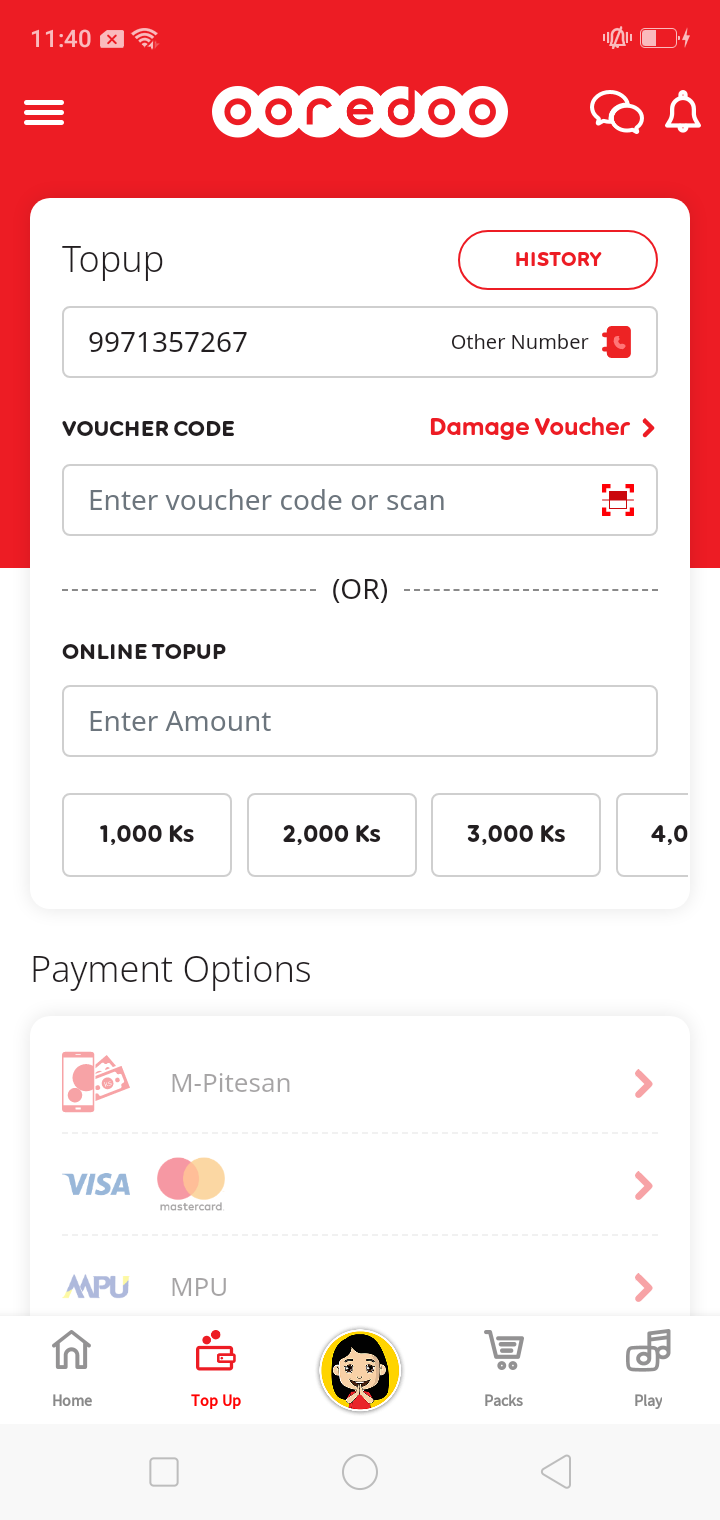 11:40
ooredoo
Topup
HISTORY
9971357267
Other Number
VOUCHER CODE
Damage Voucher
Enter voucher code or scan
(OR)
ONLINE TOPUP
Enter Amount
1,000 Ks
2,000 Ks
3,000 Ks
4,0
Payment Options
M-Pitesan
VISA
mastercard.
MPU
MPU
Home
Top Up
Packs
Play